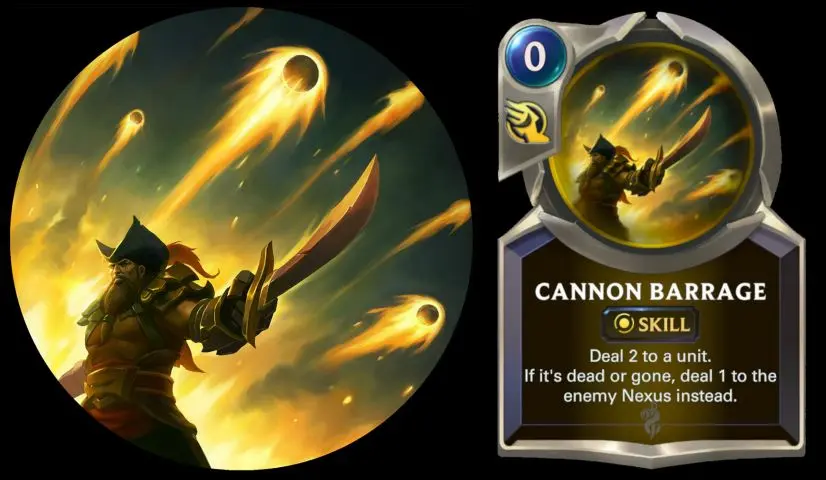 0
CANNON BARRAGE
SKILL
Deal 2 to a unit.
If it's dead or gone, deal 1 to the
enemy Nexus instead.